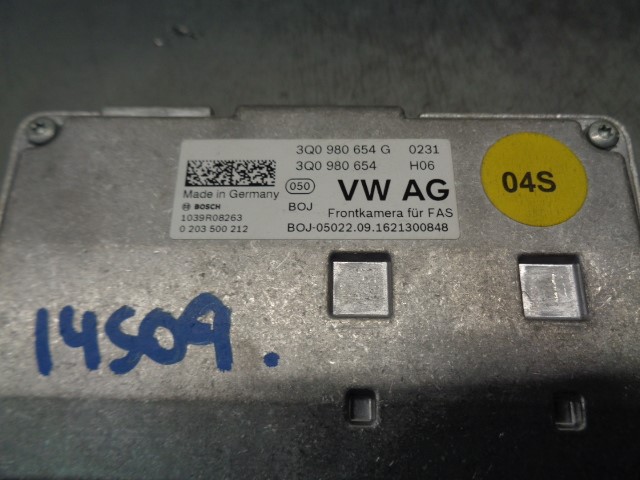 3Q0 980 654 G 0231
3Q0 980 654 H06
Made in Germany 050 VW AG
BOSCH BOJ Frontkamera für FAS
1039R08263
0 203 500 212 BOJ-05022.09.1621300848
04S
14509.